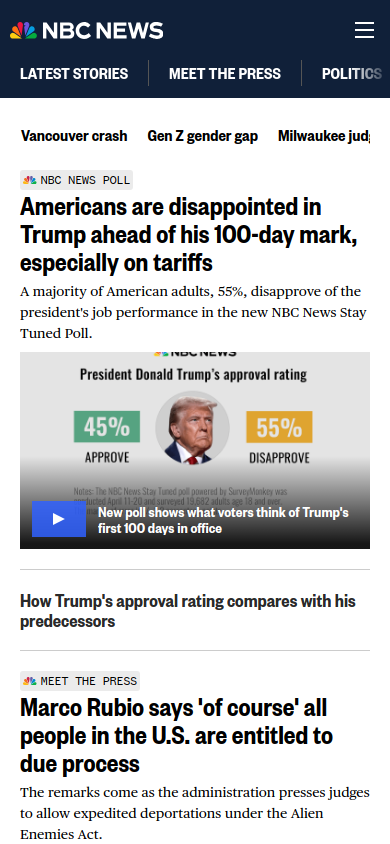 NBC NEWS
LATEST STORIES MEET THE PRESS POLITICS
Vancouver crash Gen Z gender gap Milwaukee
NBC NEWS POLL
Americans are disappointed in
Trump ahead of his 100-day mark,
especially on tariffs
A majority of American adults, 55%, disapprove of the
president's job performance in the new NBC News Stay
Tuned Poll.
NBC NEWS
President Donald Trump's approval rating
45% 55%
APPROVE DISAPPROVE
Notes: The NBC News Stay Tuned poll powered by SurveyMonkey was
conducted April 11-20 and surveyed 19,682 adults age 18 and over.
New poll shows what voters think of Trump's
first 100 days in office
How Trump's approval rating compares with his
predecessors
MEET THE PRESS
Marco Rubio says 'of course' all
people in the U.S. are entitled to
due process
The remarks come as the administration presses judges
to allow expedited deportations under the Alien
Enemies Act.